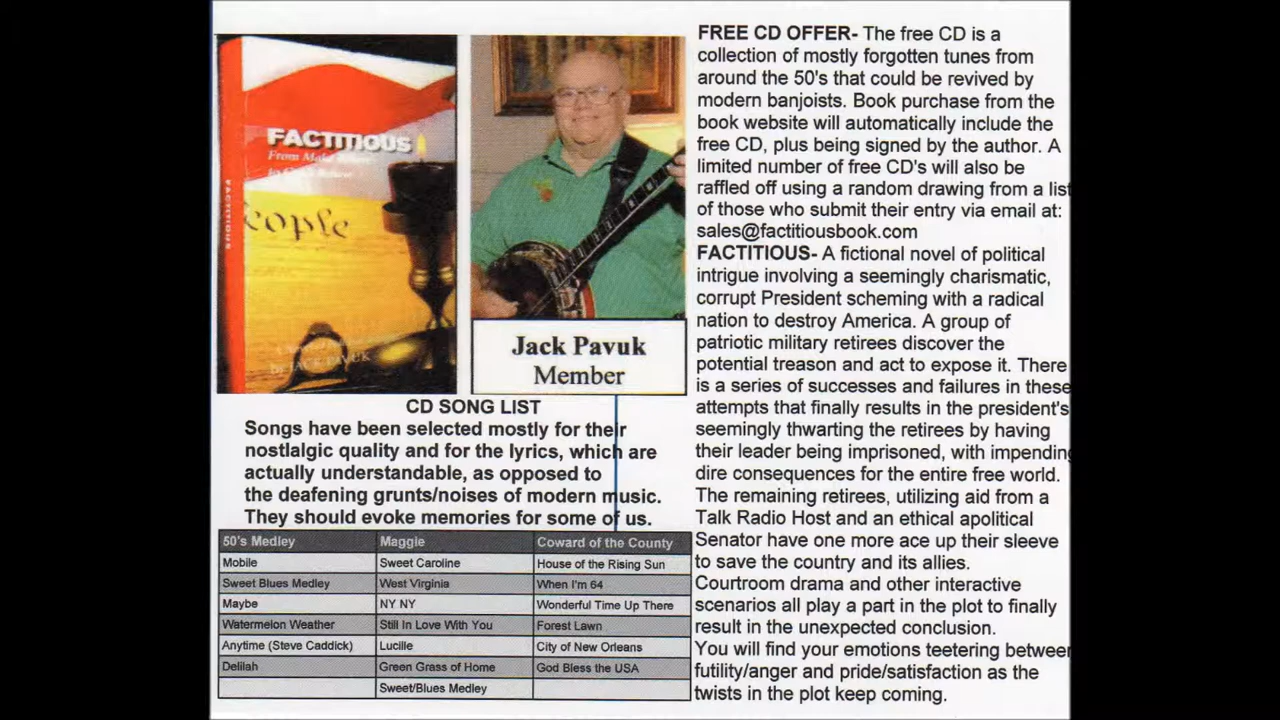 FACTITIOUS
From Make
ople
FACTITIOUS
by JACK PAVUK
Jack Pavuk
Member
CD SONG LIST
Songs have been selected mostly for their
nostalgic quality and for the lyrics, which are
actually understandable, as opposed to
the deafening grunts/noises of modern music.
They should evoke memories for some of us.
50's Medley Maggie Coward of the County
Mobile Sweet Caroline House of the Rising Sun
Sweet Blues Medley West Virginia When I'm 64
Maybe NY NY Wonderful Time Up There
Watermelon Weather Still In Love With You Forest Lawn
Anytime (Steve Caddick) Lucille City of New Orleans
Delilah Green Grass of Home God Bless the USA
Sweet/Blues Medley
FREE CD OFFER- The free CD is a
collection of mostly forgotten tunes from
around the 50's that could be revived by
modern banjoists. Book purchase from the
book website will automatically include the
free CD, plus being signed by the author. A
limited number of free CD's will also be
raffled off using a random drawing from a list
of those who submit their entry via email at:
sales@factitiousbook.com
FACTITIOUS- A fictional novel of political
intrigue involving a seemingly charismatic,
corrupt President scheming with a radical
nation to destroy America. A group of
patriotic military retirees discover the
potential treason and act to expose it. There
is a series of successes and failures in these
attempts that finally results in the president's
seemingly thwarting the retirees by having
their leader being imprisoned, with impending
dire consequences for the entire free world.
The remaining retirees, utilizing aid from a
Talk Radio Host and an ethical apolitical
Senator have one more ace up their sleeve
to save the country and its allies.
Courtroom drama and other interactive
scenarios all play a part in the plot to finally
result in the unexpected conclusion.
You will find your emotions teetering between
futility/anger and pride/satisfaction as the
twists in the plot keep coming.